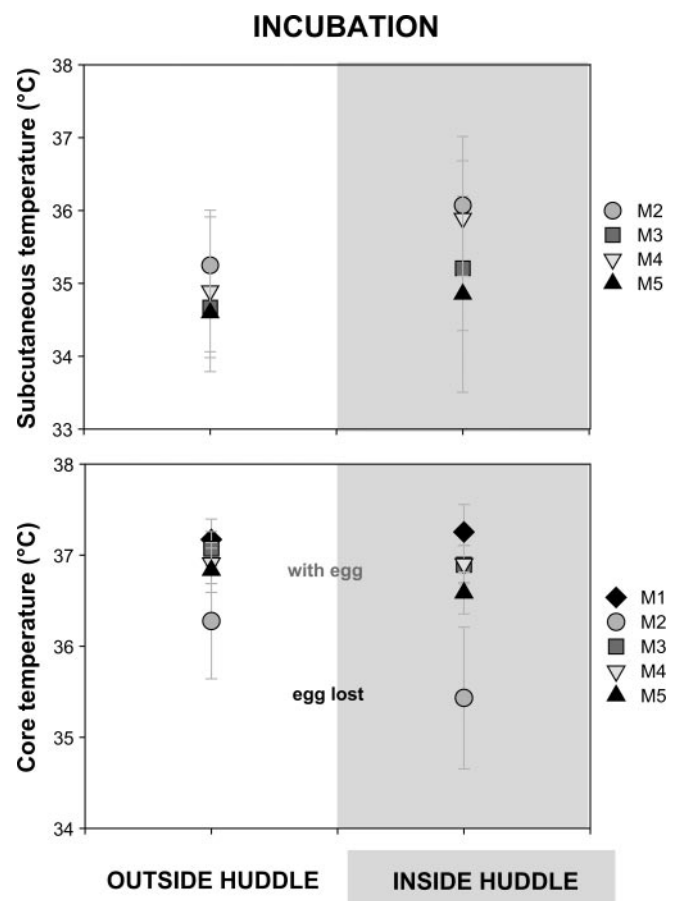 INCUBATION
Subcutaneous temperature (°C)
38
37
36
35
34
33
M2
M3
M4
M5
Core temperature (°C)
38
37
36
35
34
with egg
egg lost
M1
M2
M3
M4
M5
OUTSIDE HUDDLE
INSIDE HUDDLE